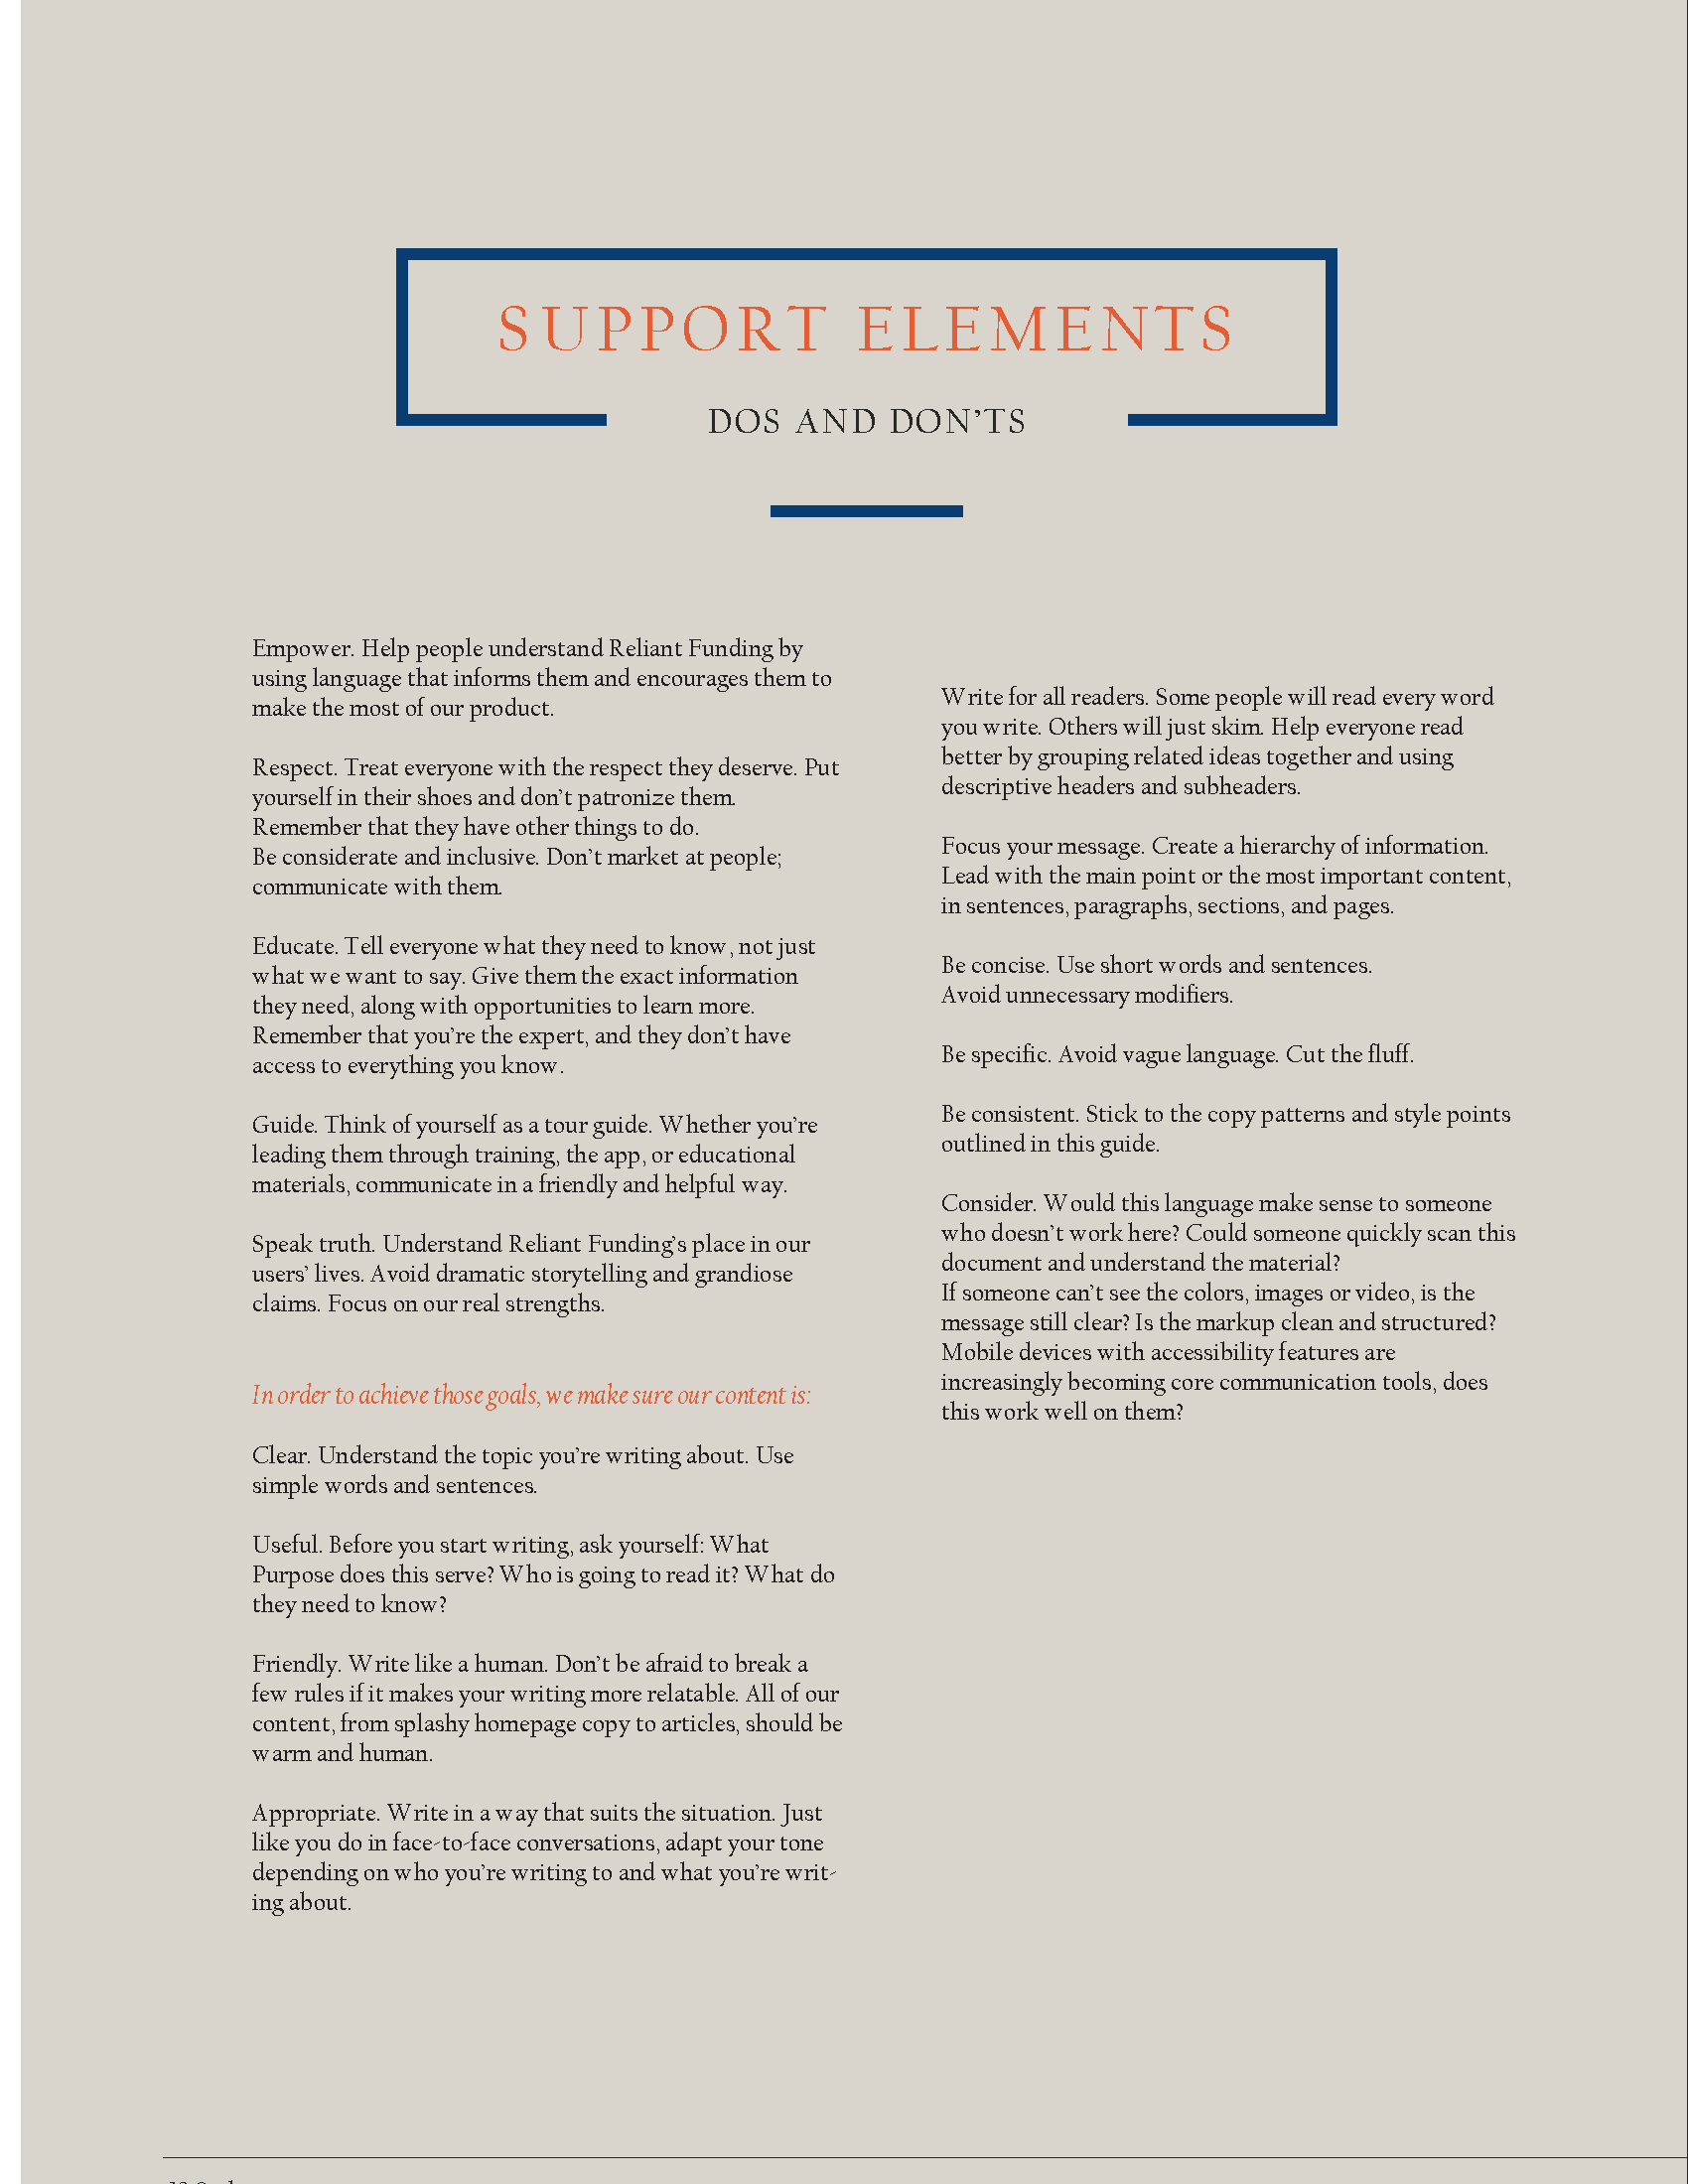 SUPPORT ELEMENTS
DOS AND DON’TS
Empower. Help people understand Reliant Funding by
using language that informs them and encourages them to
make the most of our product.
Respect. Treat everyone with the respect they deserve. Put
yourself in their shoes and don’t patronize them.
Remember that they have other things to do.
Be considerate and inclusive. Don’t market at people;
communicate with them.
Educate. Tell everyone what they need to know, not just
what we want to say. Give them the exact information
they need, along with opportunities to learn more.
Remember that you’re the expert, and they don’t have
access to everything you know.
Guide. Think of yourself as a tour guide. Whether you’re
leading them through training, the app, or educational
materials, communicate in a friendly and helpful way.
Speak truth. Understand Reliant Funding’s place in our
users’ lives. Avoid dramatic storytelling and grandiose
claims. Focus on our real strengths.
In order to achieve those goals, we make sure our content is:
Clear. Understand the topic you’re writing about. Use
simple words and sentences.
Useful. Before you start writing, ask yourself: What
Purpose does this serve? Who is going to read it? What do
they need to know?
Friendly. Write like a human. Don’t be afraid to break a
few rules if it makes your writing more relatable. All of our
content, from splashy homepage copy to articles, should be
warm and human.
Appropriate. Write in a way that suits the situation. Just
like you do in face-to-face conversations, adapt your tone
depending on who you’re writing to and what you’re writ-
ing about.
Write for all readers. Some people will read every word
you write. Others will just skim. Help everyone read
better by grouping related ideas together and using
descriptive headers and subheaders.
Focus your message. Create a hierarchy of information.
Lead with the main point or the most important content,
in sentences, paragraphs, sections, and pages.
Be concise. Use short words and sentences.
Avoid unnecessary modifiers.
Be specific. Avoid vague language. Cut the fluff.
Be consistent. Stick to the copy patterns and style points
outlined in this guide.
Consider. Would this language make sense to someone
who doesn’t work here? Could someone quickly scan this
document and understand the material?
If someone can’t see the colors, images or video, is the
message still clear? Is the markup clean and structured?
Mobile devices with accessibility features are
increasingly becoming core communication tools, does
this work well on them?